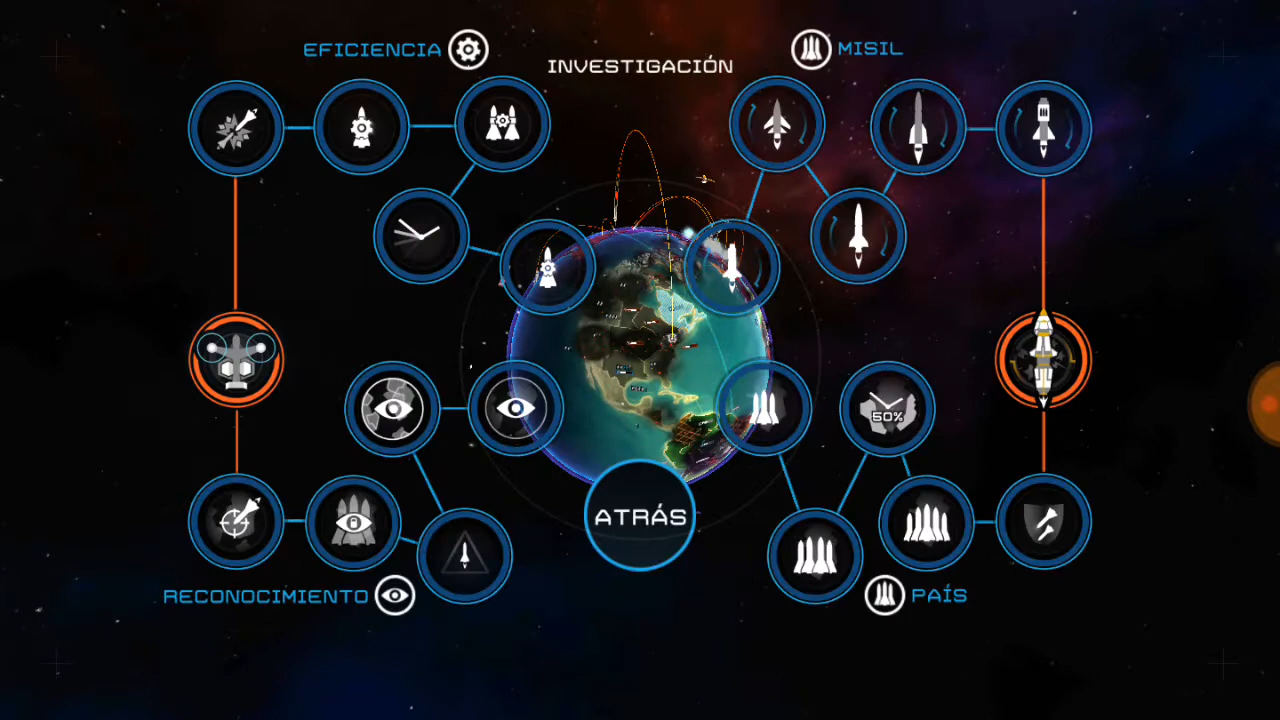 EFICIENCIA
INVESTIGACIÓN
MISIL
50%
ATRÁS
RECONOCIMIENTO
PAÍS